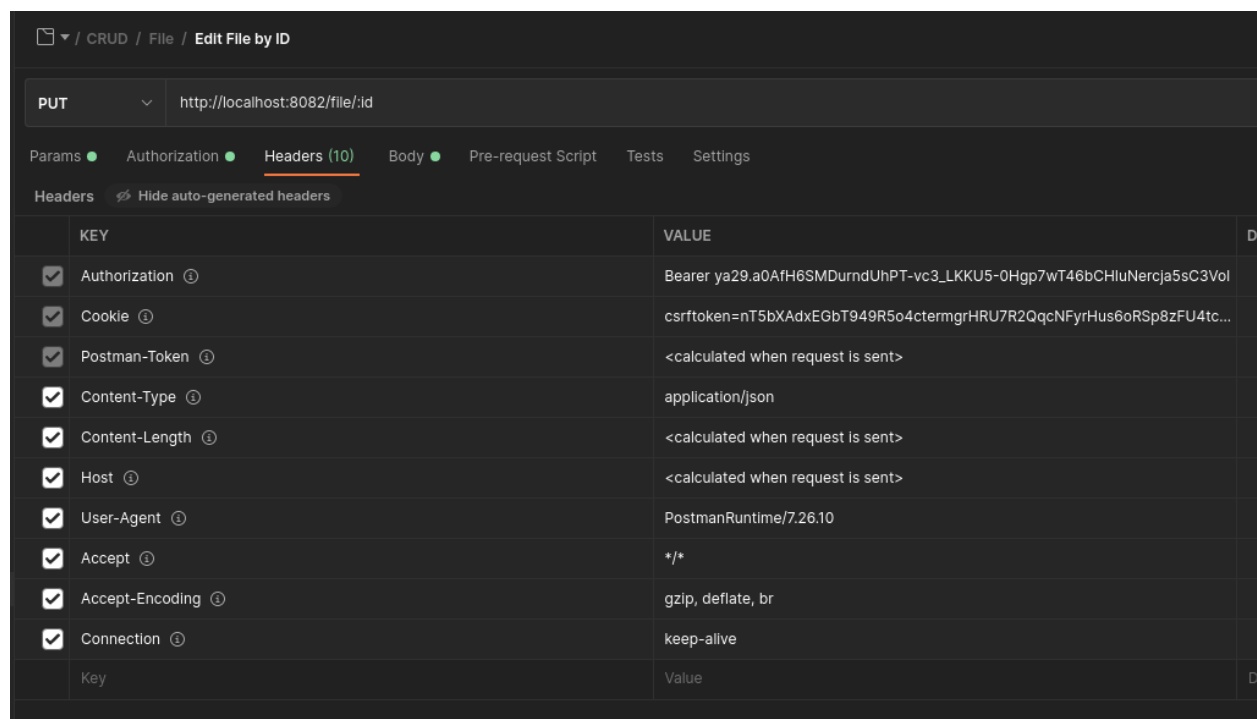 / CRUD / File / Edit File by ID
PUT http://localhost:8082/file/:id
Params Authorization Headers (10) Body Pre-request Script Tests Settings
Headers Hide auto-generated headers
KEY VALUE D
Authorization Bearer ya29.a0AfH6SMDurndUhPT-vc3_LKKU5-0Hgp7wT46bCHluNercja5sC3Vol
Cookie csrftoken=nT5bXAdxEGbT949R5o4ctermgrHRU7R2QqcNFyrHus6oRSp8zFU4tc...
Postman-Token <calculated when request is sent>
Content-Type application/json
Content-Length <calculated when request is sent>
Host <calculated when request is sent>
User-Agent PostmanRuntime/7.26.10
Accept */*
Accept-Encoding gzip, deflate, br
Connection keep-alive
Key Value D